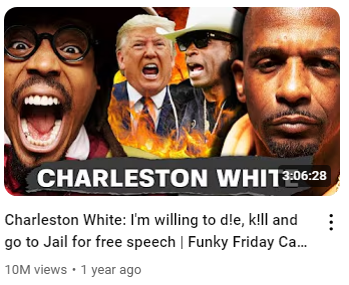 CHARLESTON WHIT
3:06:28
Charleston White: I'm willing to d!e, k!ll and
go to Jail for free speech | Funky Friday Ca...
10M views • 1 year ago